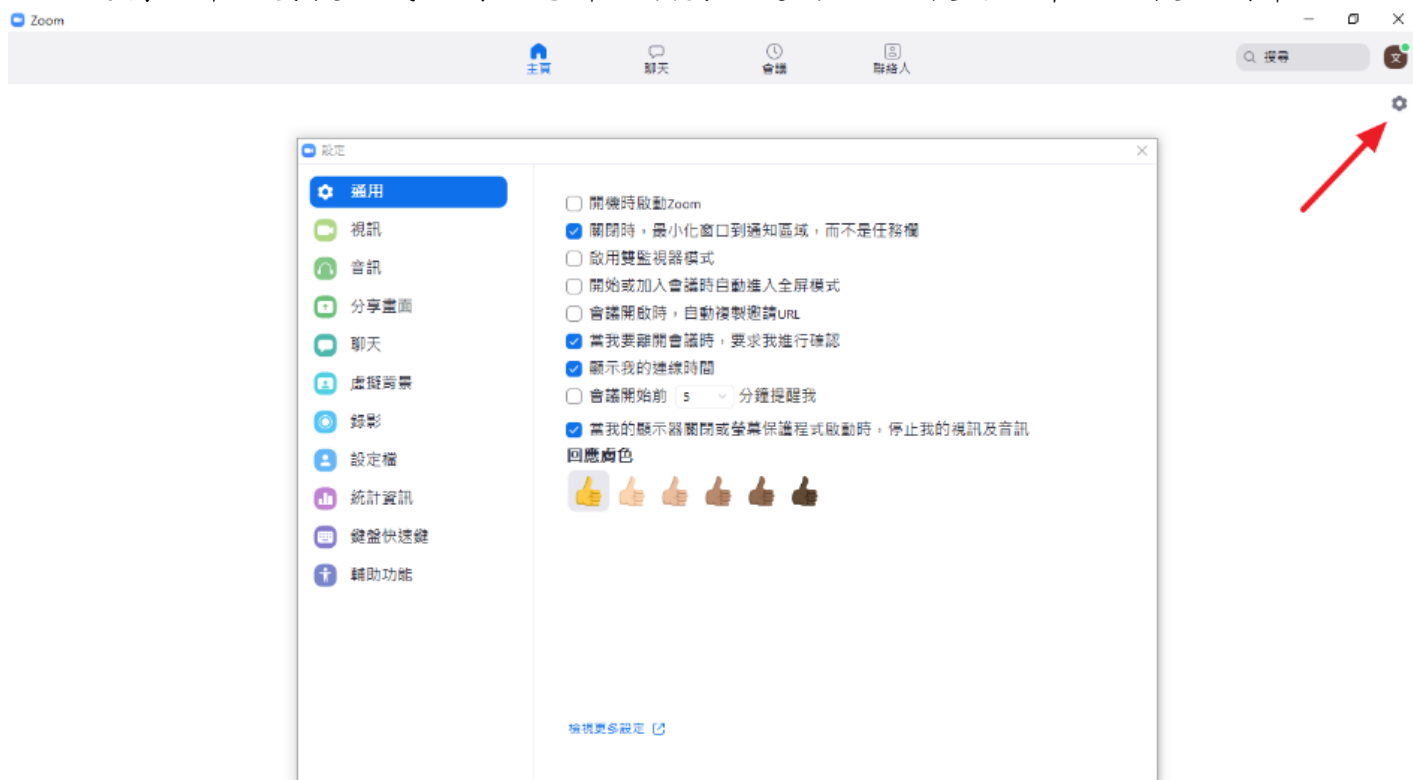 Zoom
主頁
聊天
會議
聯絡人
搜尋
文
設定
通用
視訊
音訊
分享畫面
聊天
虛擬背景
錄影
設定檔
統計資訊
鍵盤快速鍵
輔助功能
開機時啟動Zoom
關閉時，最小化窗口到通知區域，而不是任務欄
啟用雙監視器模式
開始或加入會議時自動進入全屏模式
會議開啟時，自動複製邀請URL
當我要離開會議時，要求我進行確認
顯示我的連線時間
會議開始前 5 分鐘提醒我
當我的顯示器關閉或螢幕保護程式啟動時，停止我的視訊及音訊
回應膚色
檢視更多設定